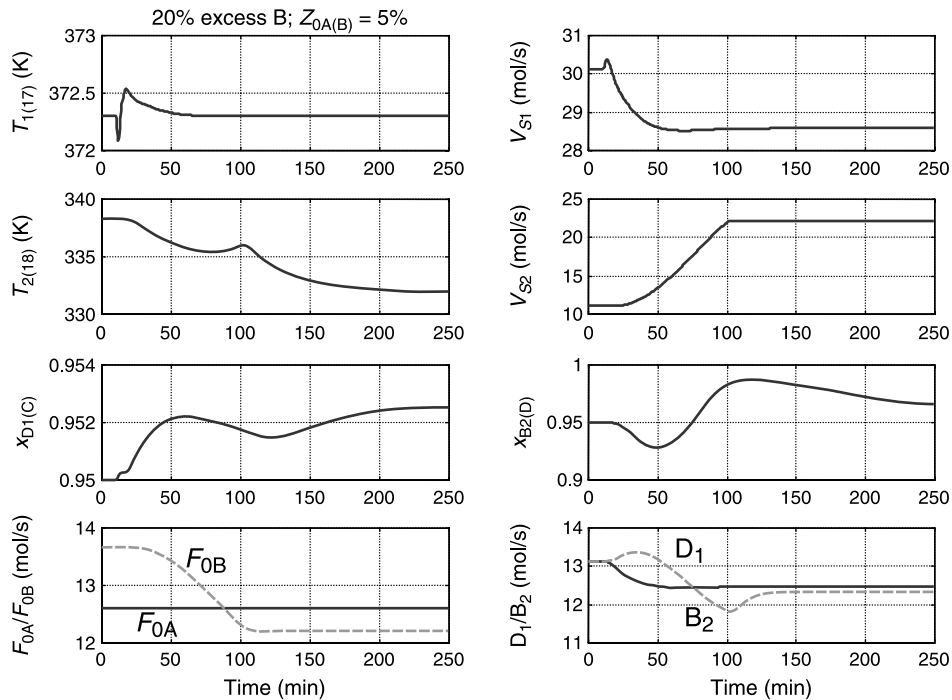 20% excess B; Z0A(B) = 5%
373
372.5
372
T1(17) (K)
0 50 100 150 200 250
31
30
29
28
VS1 (mol/s)
0 50 100 150 200 250
340
335
330
T2(18) (K)
0 50 100 150 200 250
25
20
15
10
VS2 (mol/s)
0 50 100 150 200 250
0.954
0.952
0.95
xD1(C)
0 50 100 150 200 250
1
0.95
0.9
xB2(D)
0 50 100 150 200 250
14
13
12
F0A/F0B (mol/s)
F0B
F0A
0 50 100 150 200 250
Time (min)
14
13
12
11
D1/B2 (mol/s)
D1
B2
0 50 100 150 200 250
Time (min)